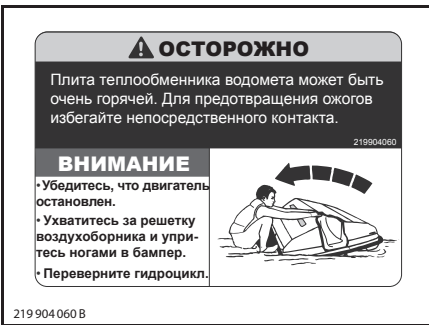 ОСТОРОЖНО
Плита теплообменника водомета может быть
очень горячей. Для предотвращения ожогов
избегайте непосредственного контакта.
219904060
ВНИМАНИЕ
•Убедитесь, что двигатель
остановлен.
• Ухватитесь за решетку
воздухоборника и упри-
тесь ногами в бампер.
• Переверните гидроцикл.
219 904 060 B